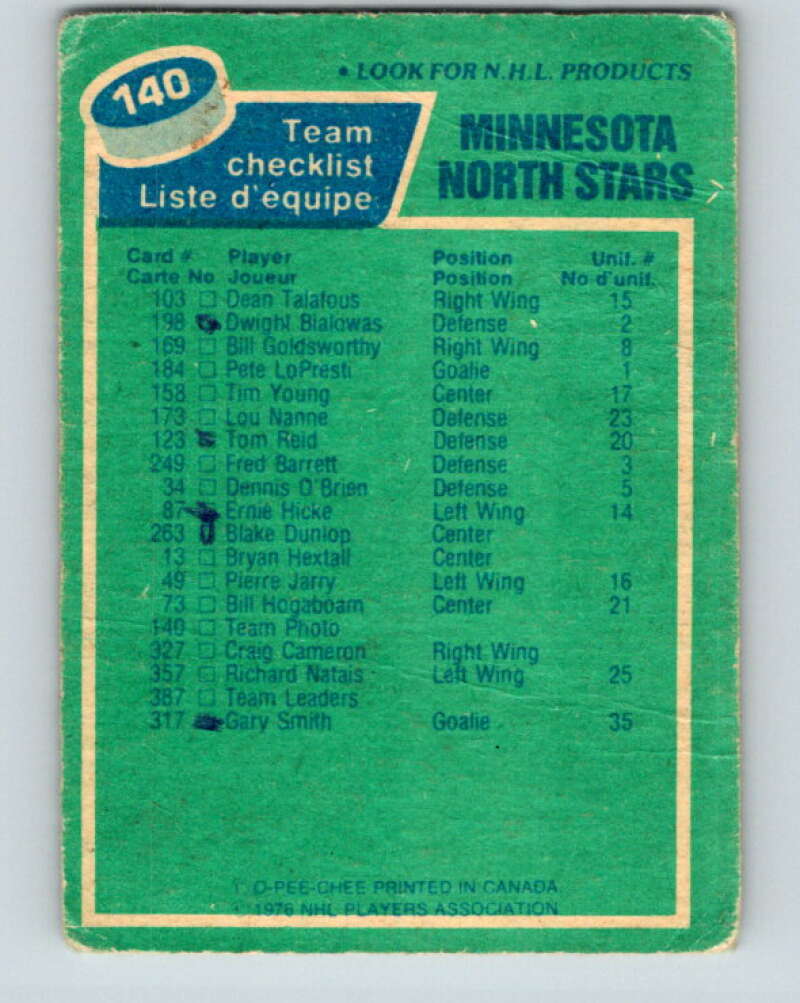 140
• LOOK FOR N.H.L. PRODUCTS
Team checklist
Liste d'équipe
MINNESOTA
NORTH STARS
Card # Player Position Unif. #
Carte No Joueur Position No d'unif.
103 Dean Talafous Right Wing 15
198 Dwight Bialowas Defense 2
169 Bill Goldsworthy Right Wing 8
184 Pete LoPresti Goalie 1
158 Tim Young Center 17
173 Lou Nanne Defense 23
123 Tom Reid Defense 20
249 Fred Barrett Defense 3
34 Dennis O'Brien Defense 5
87 Ernie Hicke Left Wing 14
263 Blake Dunlop Center
13 Bryan Hextall Center
49 Pierre Jarry Left Wing 16
73 Bill Hogaboam Center 21
140 Team Photo
327 Craig Cameron Right Wing
357 Richard Natais Left Wing 25
387 Team Leaders
317 Gary Smith Goalie 35
O-PEE-CHEE PRINTED IN CANADA
© 1976 NHL PLAYERS ASSOCIATION